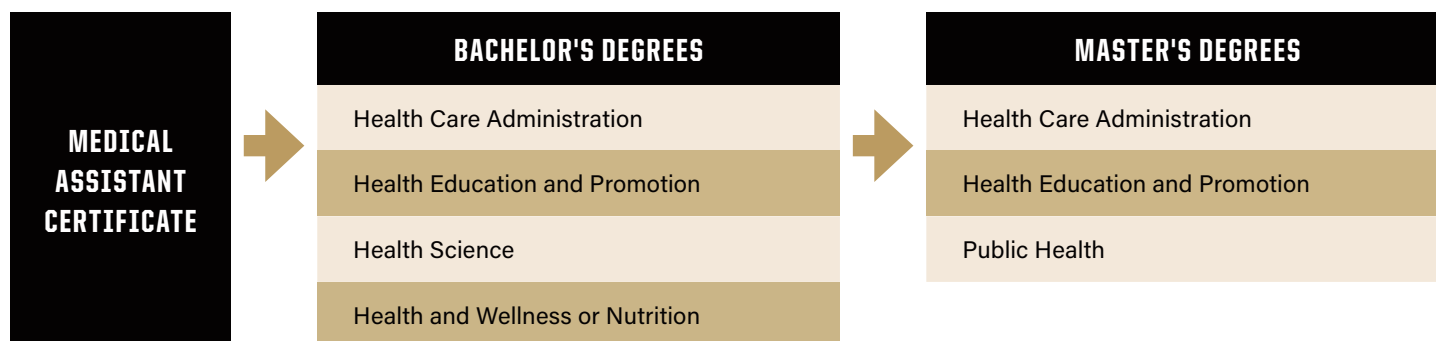 MEDICAL
ASSISTANT
CERTIFICATE
BACHELOR'S DEGREES
Health Care Administration
Health Education and Promotion
Health Science
Health and Wellness or Nutrition
MASTER'S DEGREES
Health Care Administration
Health Education and Promotion
Public Health